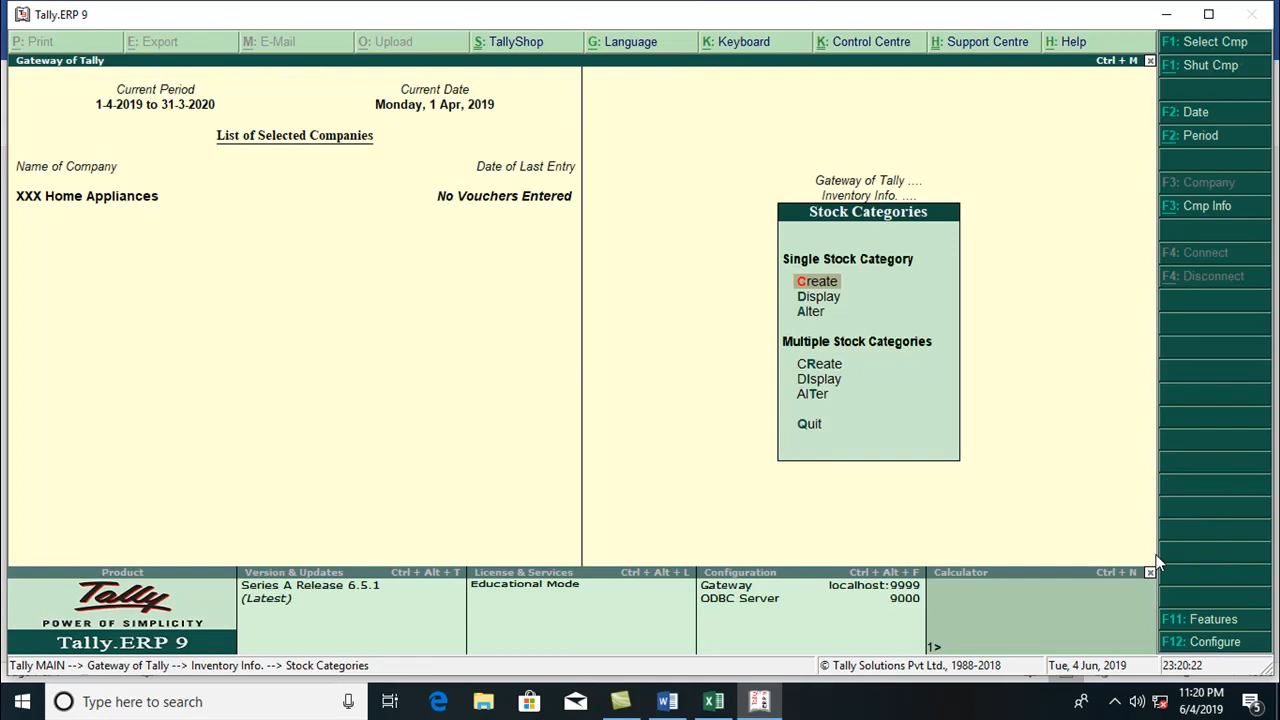 Tally.ERP 9
P: Print
E: Export
M: E-Mail
O: Upload
S: TallyShop
G: Language
K: Keyboard
K: Control Centre
H: Support Centre
H: Help
F1: Select Cmp
Gateway of Tally
Ctrl + M
F1: Shut Cmp
Current Period
1-4-2019 to 31-3-2020
Current Date
Monday, 1 Apr, 2019
List of Selected Companies
Name of Company
Date of Last Entry
XXX Home Appliances
No Vouchers Entered
Gateway of Tally ....
Inventory Info. ....
Stock Categories
Single Stock Category
Create
Display
Alter
Multiple Stock Categories
CReate
DIsplay
AlTer
Quit
F2: Date
F2: Period
F3: Company
F3: Cmp Info
F4: Connect
F4: Disconnect
F11: Features
F12: Configure
Product
Tally
POWER OF SIMPLICITY
Tally.ERP 9
Version & Updates
Ctrl + Alt + T
Series A Release 6.5.1
(Latest)
License & Services
Ctrl + Alt + L
Educational Mode
Configuration
Ctrl + Alt + F
Gateway
localhost:9999
ODBC Server
9000
Calculator
Ctrl + N
1>
Tally MAIN --> Gateway of Tally --> Inventory Info. --> Stock Categories
© Tally Solutions Pvt Ltd., 1988-2018
Tue, 4 Jun, 2019
23:20:22
Type here to search
11:20 PM
6/4/2019
5